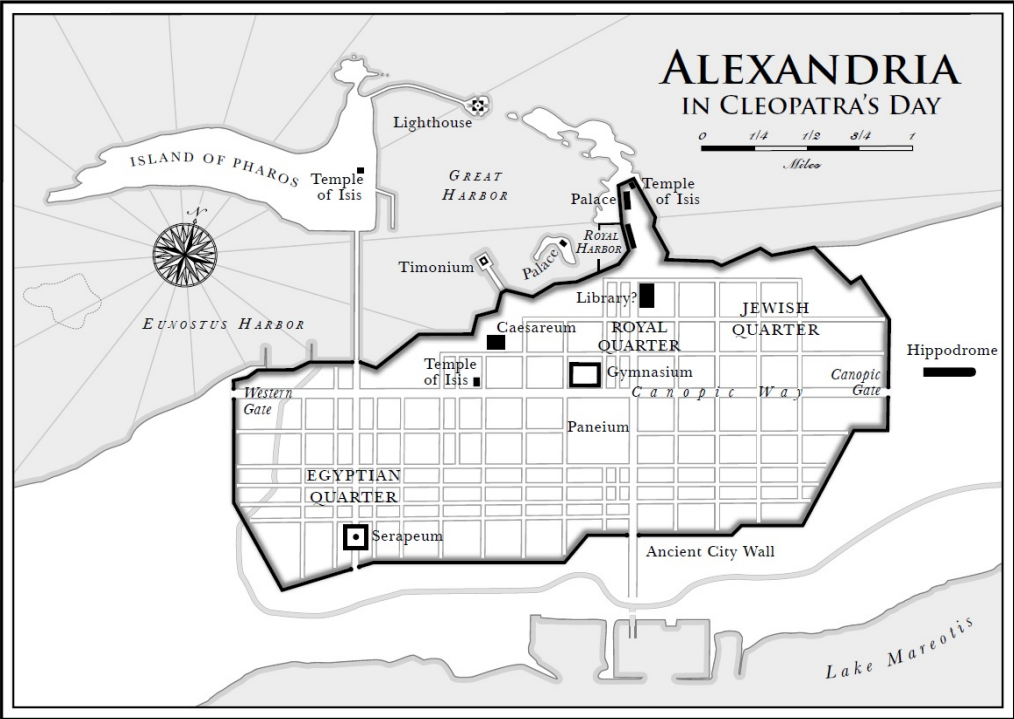 ALEXANDRIA
IN CLEOPATRA'S DAY
0 1/4 1/2 3/4 1
Miles
Lighthouse
ISLAND OF PHAROS
Temple
of Isis
GREAT
HARBOR
Palace
Temple
of Isis
ROYAL
HARBOR
N
Timonium
Palace
EUNOSTUS HARBOR
Library?
JEWISH
QUARTER
Caesareum
ROYAL
QUARTER
Hippodrome
Temple
of Isis
Gymnasium
Canopic
Gate
Canopic Way
Western
Gate
Paneium
EGYPTIAN
QUARTER
Serapeum
Ancient City Wall
Lake Mareotis